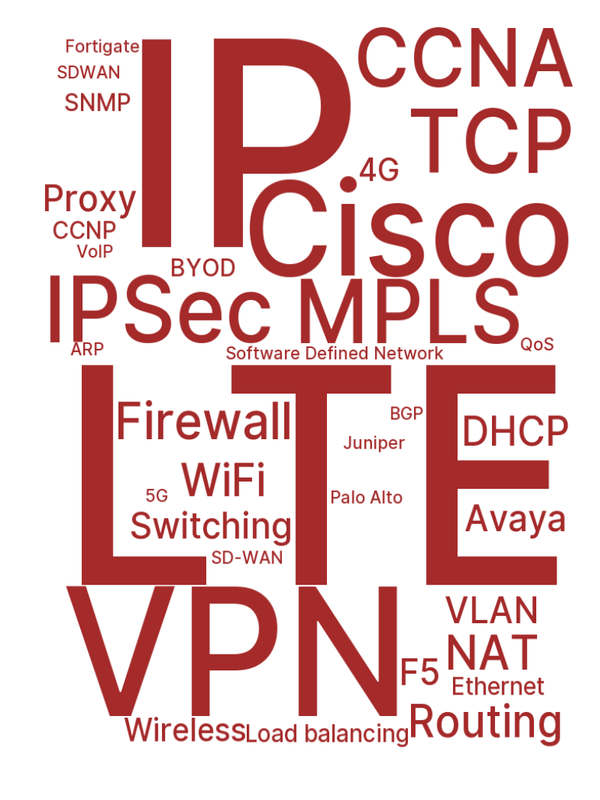 Fortigate
SDWAN
SNMP
IP
CCNA
TCP
4G
Proxy
CCNP
VoIP
Cisco
BYOD
IPSec
MPLS
ARP
Software Defined Network
QoS
LTE
Firewall
BGP
DHCP
Juniper
WiFi
5G
Palo Alto
Switching
Avaya
SD-WAN
VPN
VLAN
NAT
F5
Ethernet
Wireless
Load balancing
Routing